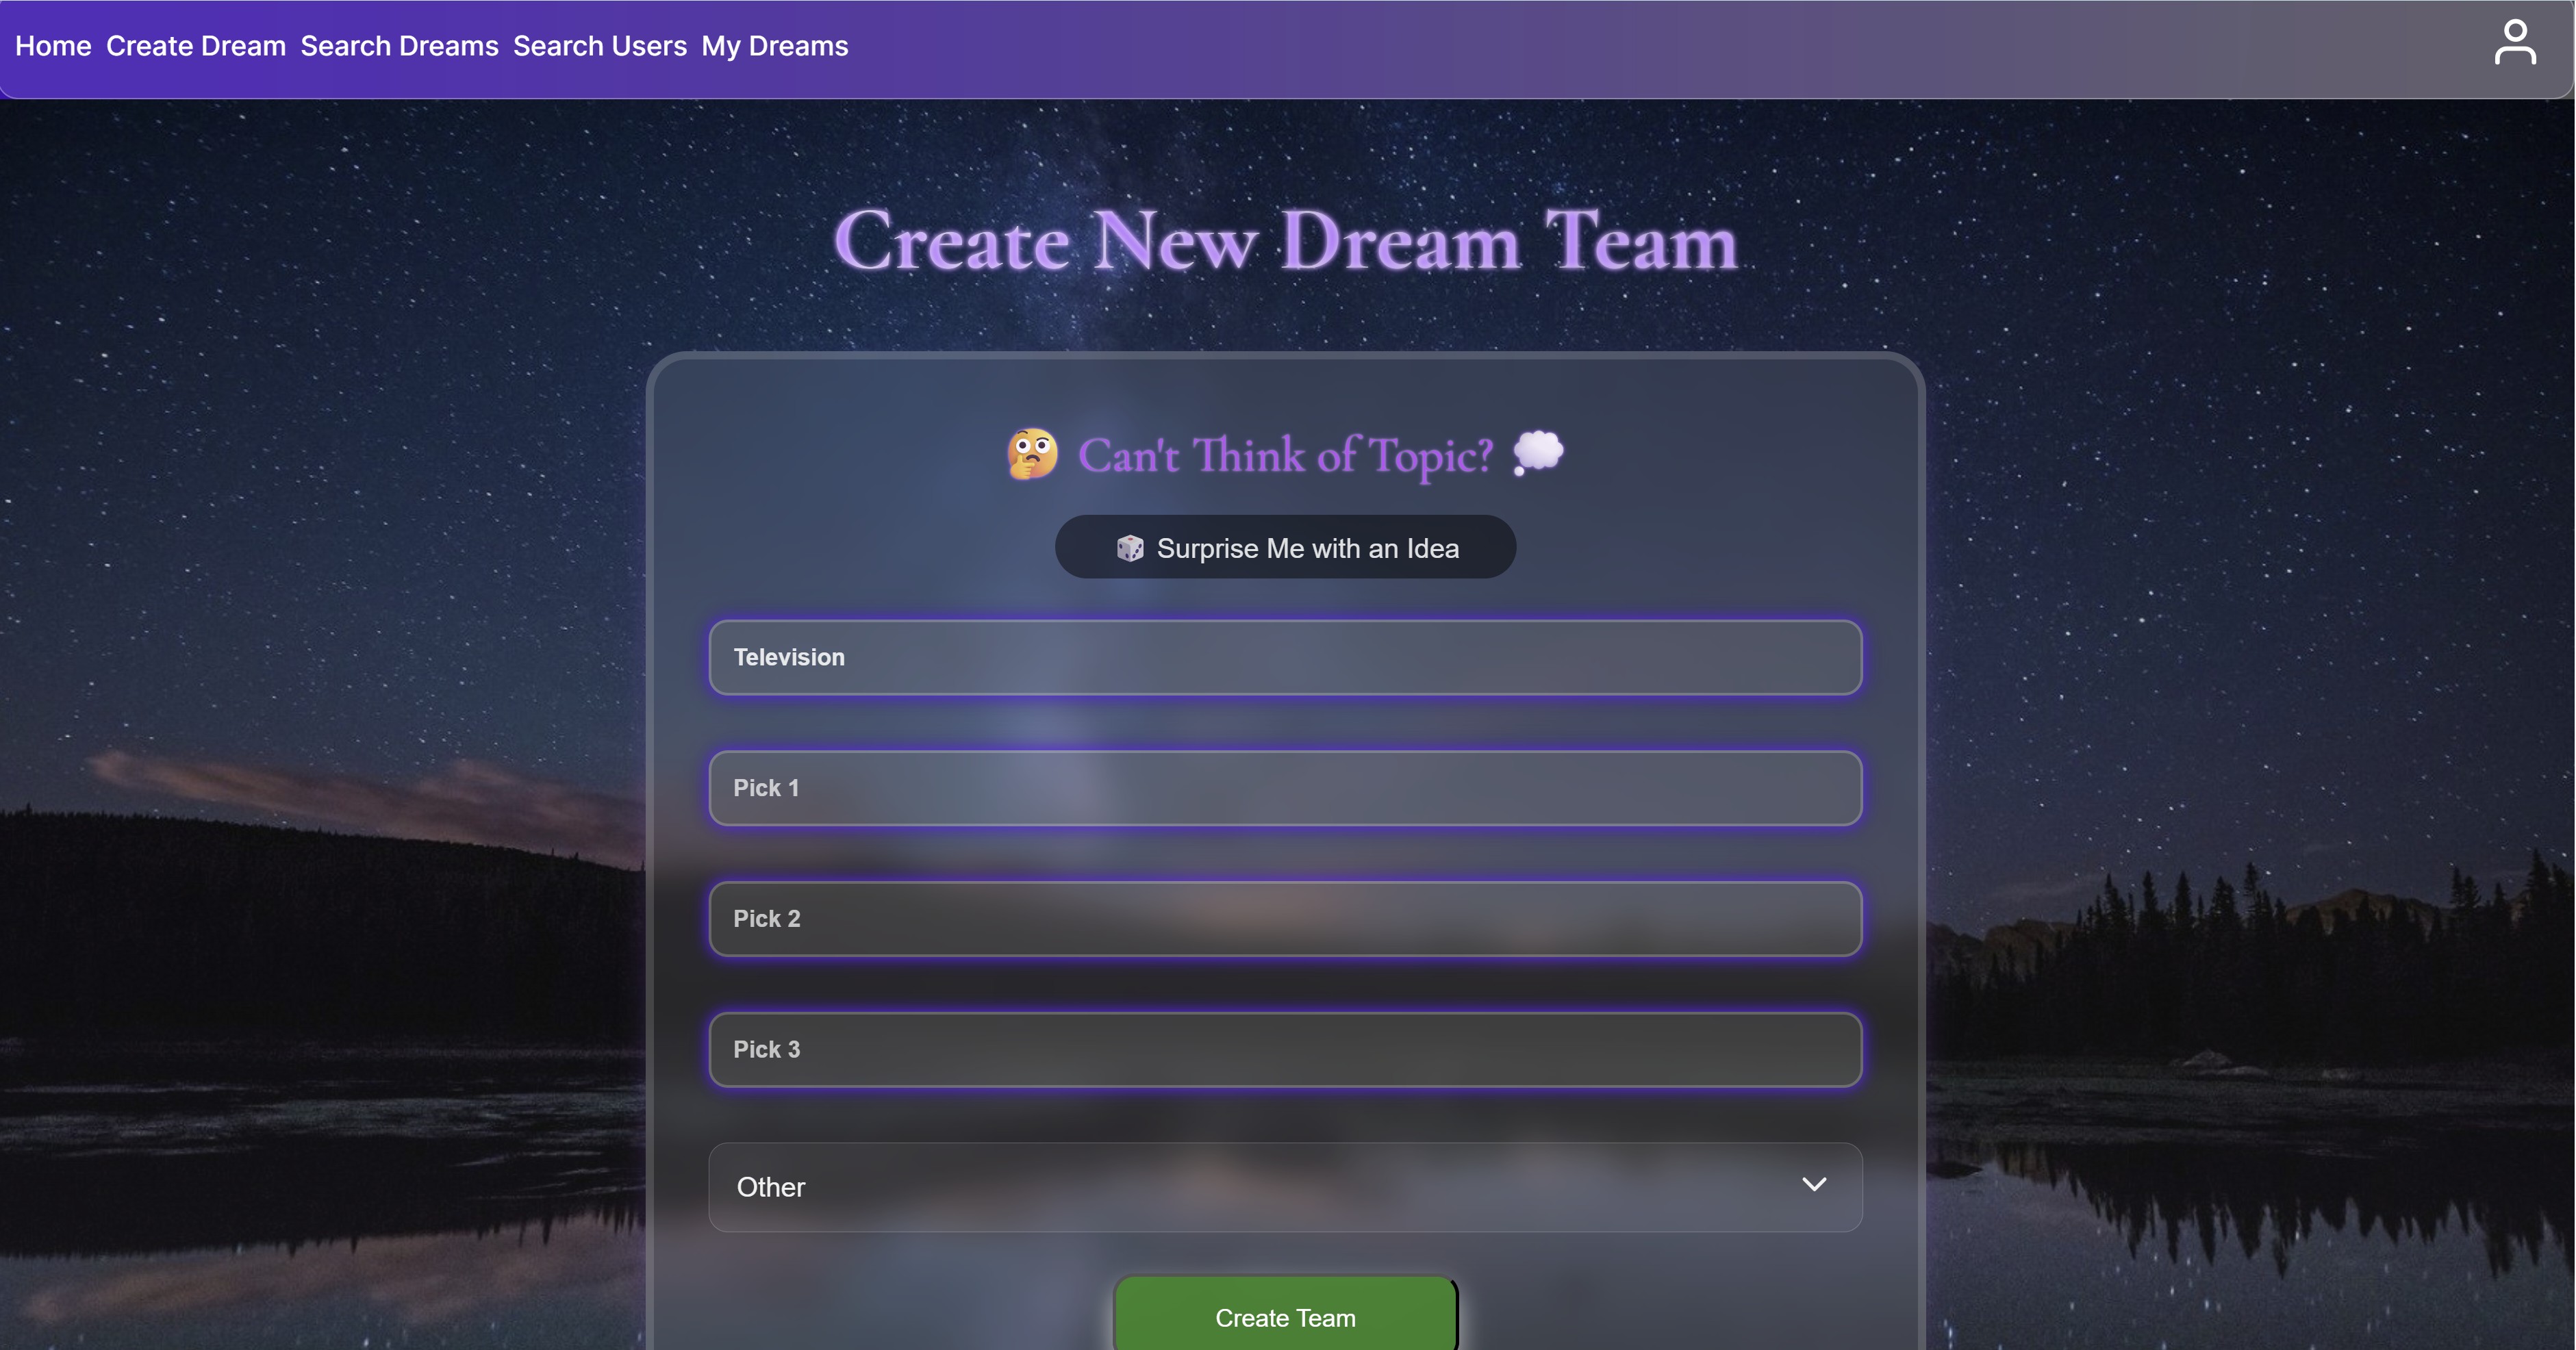 Home Create Dream Search Dreams Search Users My Dreams
Create New Dream Team
🤔 Can't Think of Topic? 💭
🎲 Surprise Me with an Idea
Television
Pick 1
Pick 2
Pick 3
Other
Create Team